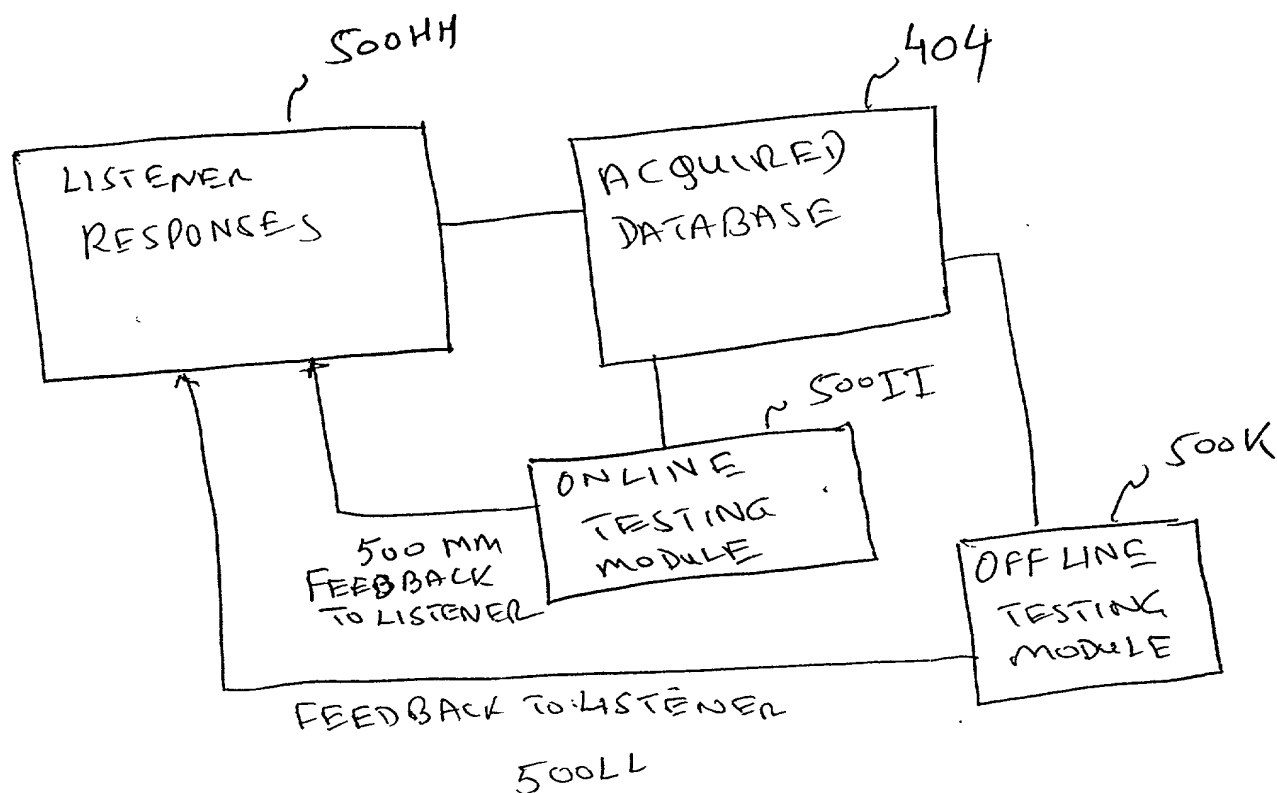 500HH
404
LISTENER
RESPONSES
ACQUIRED
DATABASE
500II
ONLINE
TESTING
MODULE
500K
OFFLINE
TESTING
MODULE
500 MM
FEEDBACK
TO LISTENER
FEEDBACK TO LISTENER
500LL